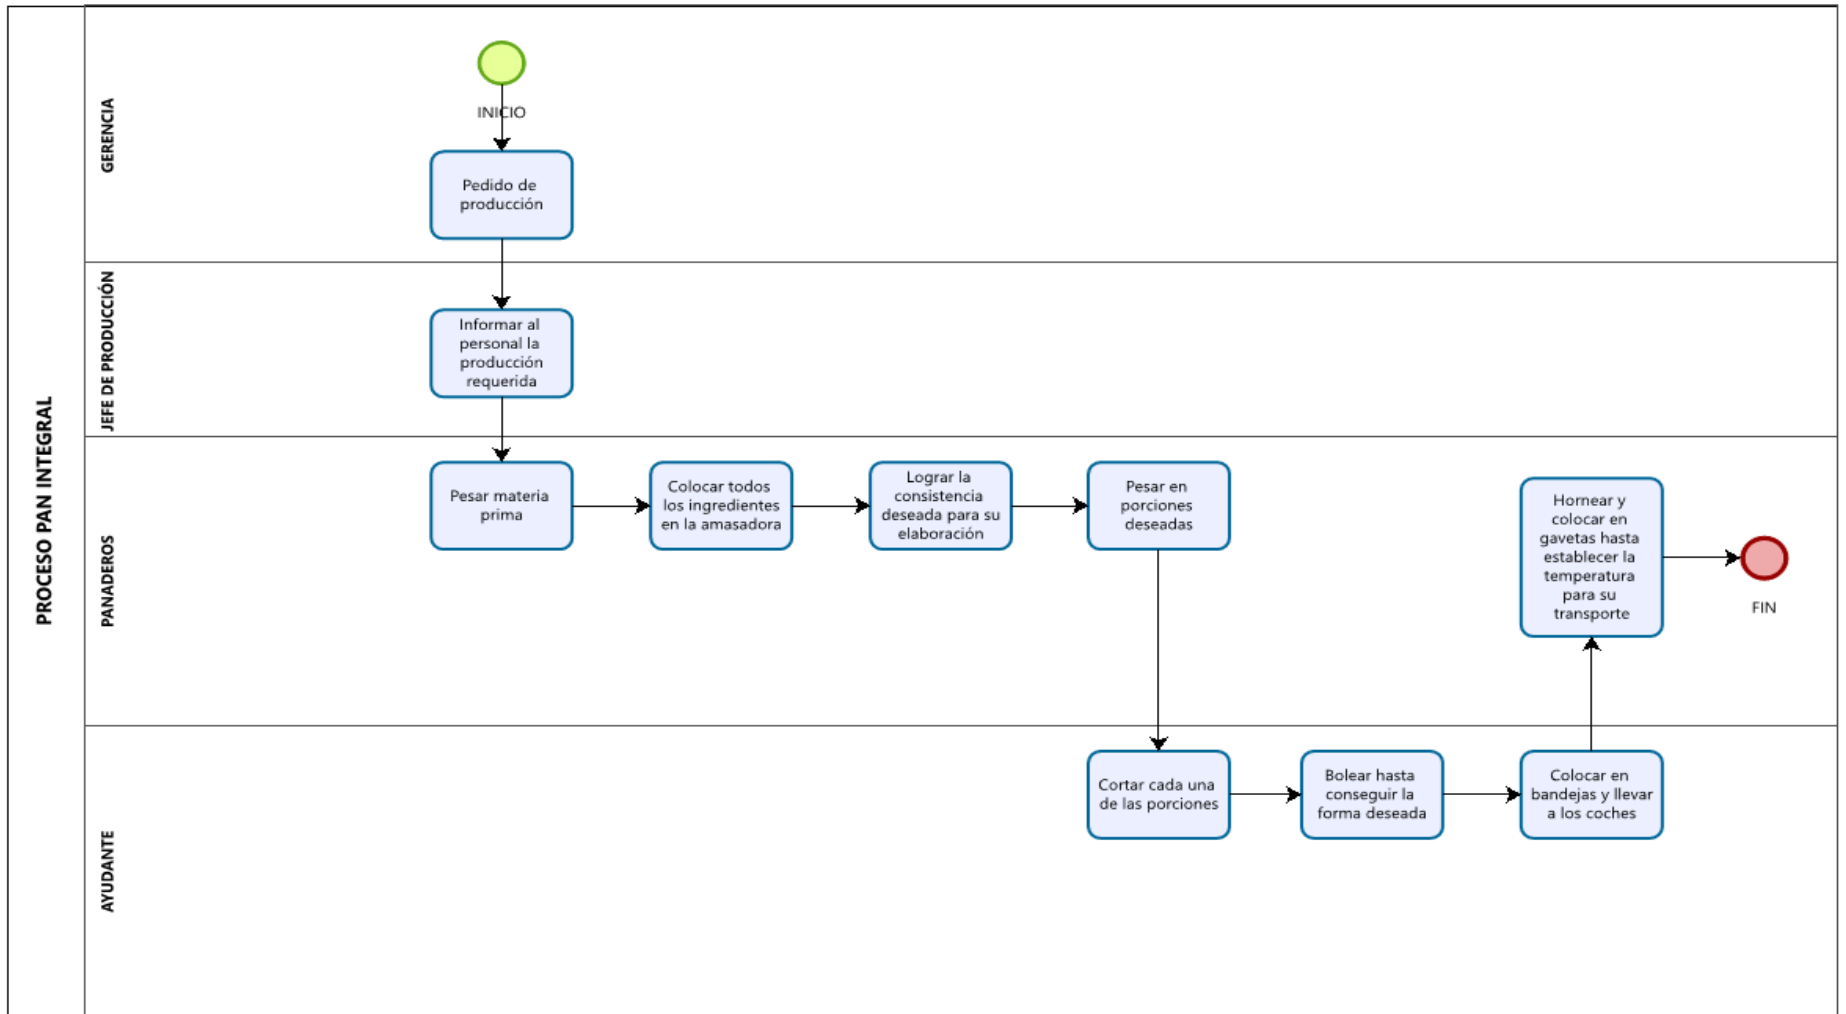 PROCESO PAN INTEGRAL
GERENCIA
INICIO
Pedido de
producción
JEFE DE PRODUCCIÓN
Informar al
personal la
producción
requerida
PANADEROS
Pesar materia
prima
Colocar todos
los ingredientes
en la amasadora
Lograr la
consistencia
deseada para su
elaboración
Pesar en
porciones
deseadas
Hornear y
colocar en
gavetas hasta
establecer la
temperatura
para su
transporte
FIN
AYUDANTE
Cortar cada una
de las porciones
Bolear hasta
conseguir la
forma deseada
Colocar en
bandejas y llevar
a los coches